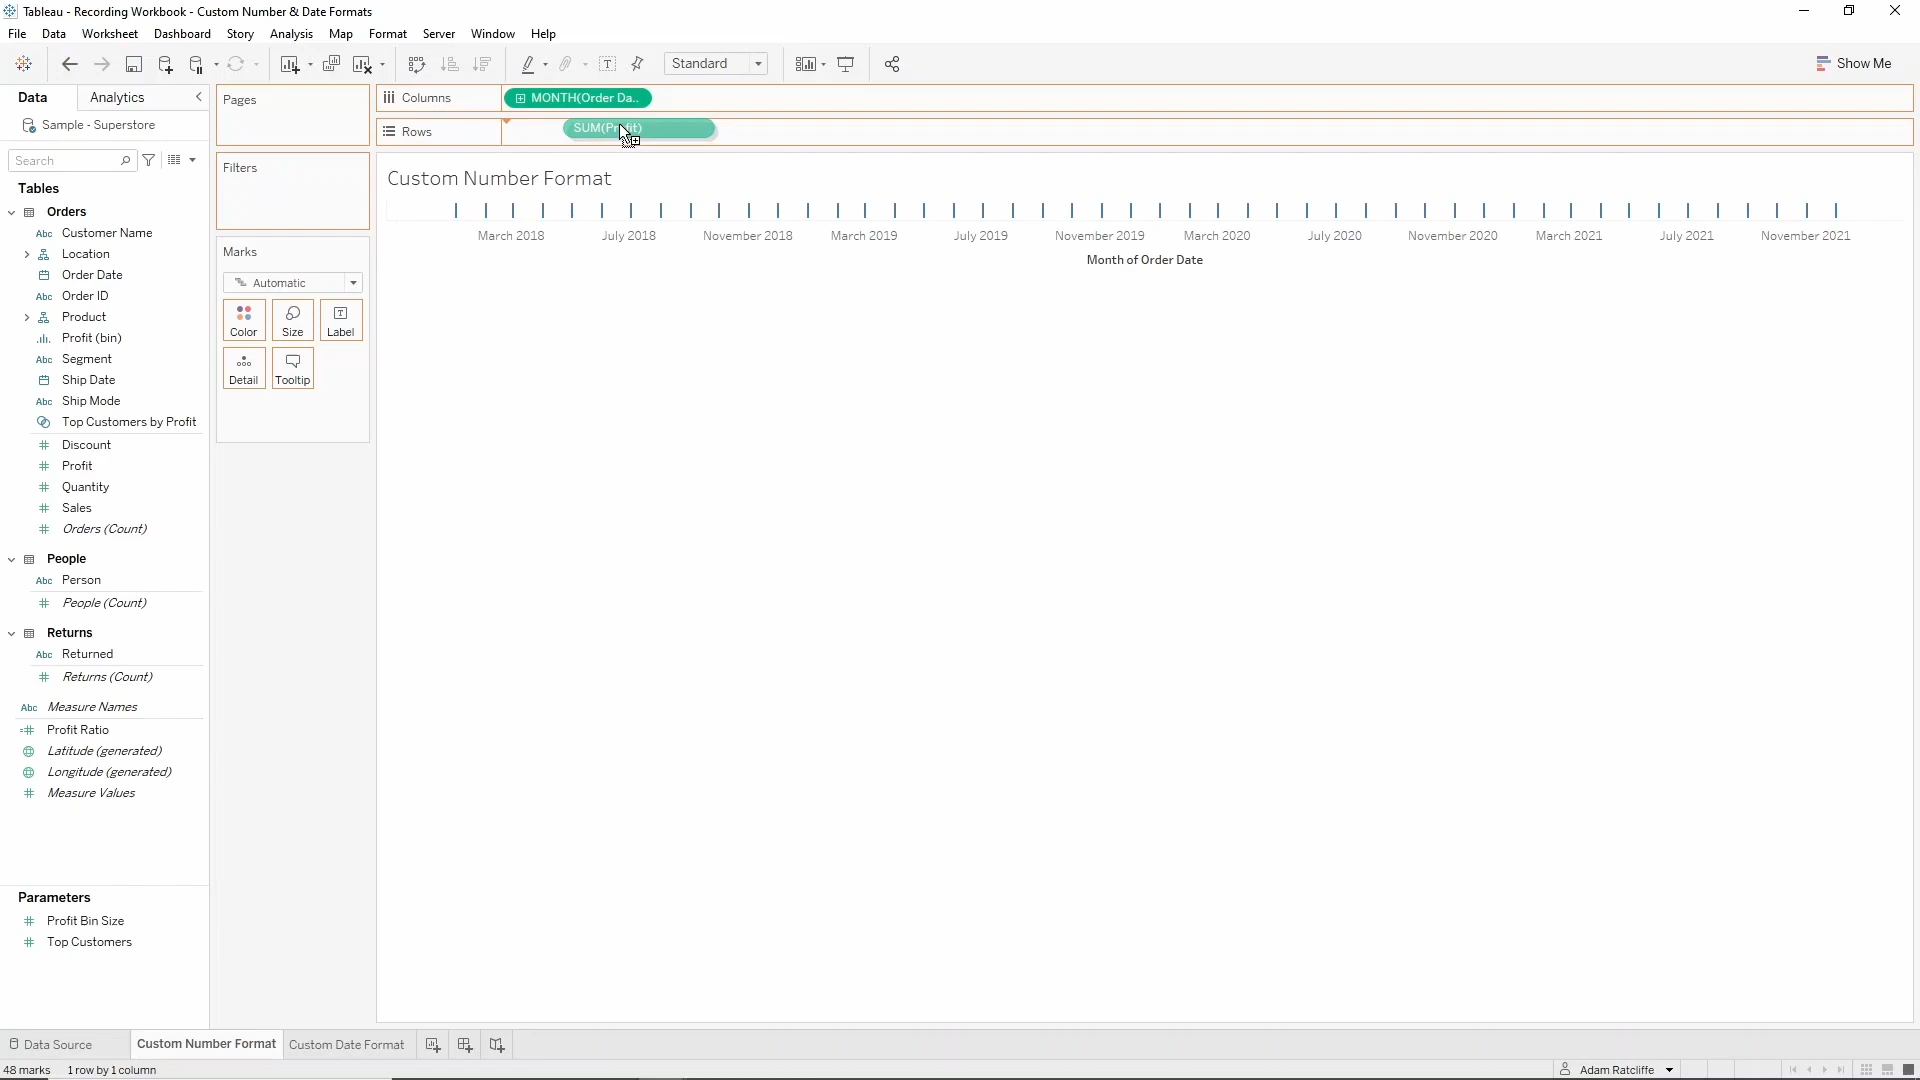 Tableau - Recording Workbook - Custom Number & Date Formats
File Data Worksheet Dashboard Story Analysis Map Format Server Window Help
Standard
Show Me
Data Analytics
Sample - Superstore
Search
Tables
Orders
Abc Customer Name
Location
Order Date
Abc Order ID
Product
Profit (bin)
Abc Segment
Ship Date
Abc Ship Mode
Top Customers by Profit
Discount
Profit
Quantity
Sales
Orders (Count)
People
Abc Person
People (Count)
Returns
Abc Returned
Returns (Count)
Abc Measure Names
Profit Ratio
Latitude (generated)
Longitude (generated)
Measure Values
Parameters
Profit Bin Size
Top Customers
Pages
Filters
Marks
Automatic
Color Size Label
Detail Tooltip
Columns MONTH(Order Da..
Rows SUM(Profit)
Custom Number Format
March 2018 July 2018 November 2018 March 2019 July 2019 November 2019 March 2020 July 2020 November 2020 March 2021 July 2021 November 2021
Month of Order Date
Data Source Custom Number Format Custom Date Format
48 marks 1 row by 1 column
Adam Ratcliffe